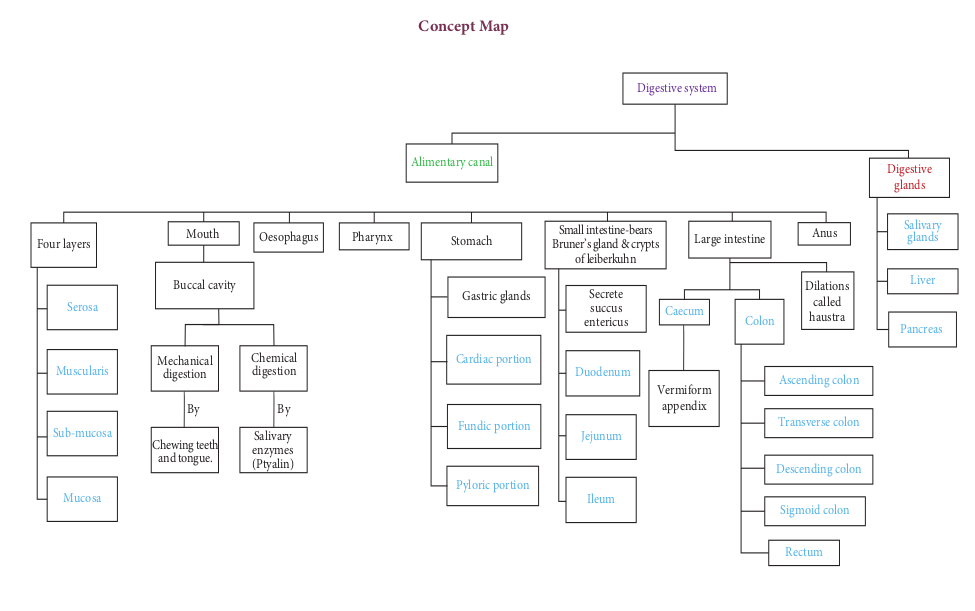 Concept Map
Digestive system
Alimentary canal
Digestive
glands
Four layers
Serosa
Muscularis
Sub-mucosa
Mucosa
Mouth
Buccal cavity
Mechanical
digestion
By
Chewing teeth
and tongue.
Chemical
digestion
By
Salivary
enzymes
(Ptyalin)
Oesophagus
Pharynx
Stomach
Gastric glands
Cardiac portion
Fundic portion
Pyloric portion
Small intestine-bears
Bruner's gland & crypts
of leiberkuhn
Secrete
succus
entericus
Duodenum
Jejunum
Ileum
Large intestine
Caecum
Vermiform
appendix
Colon
Ascending colon
Transverse colon
Descending colon
Sigmoid colon
Rectum
Dilations
called
haustra
Anus
Salivary
glands
Liver
Pancreas